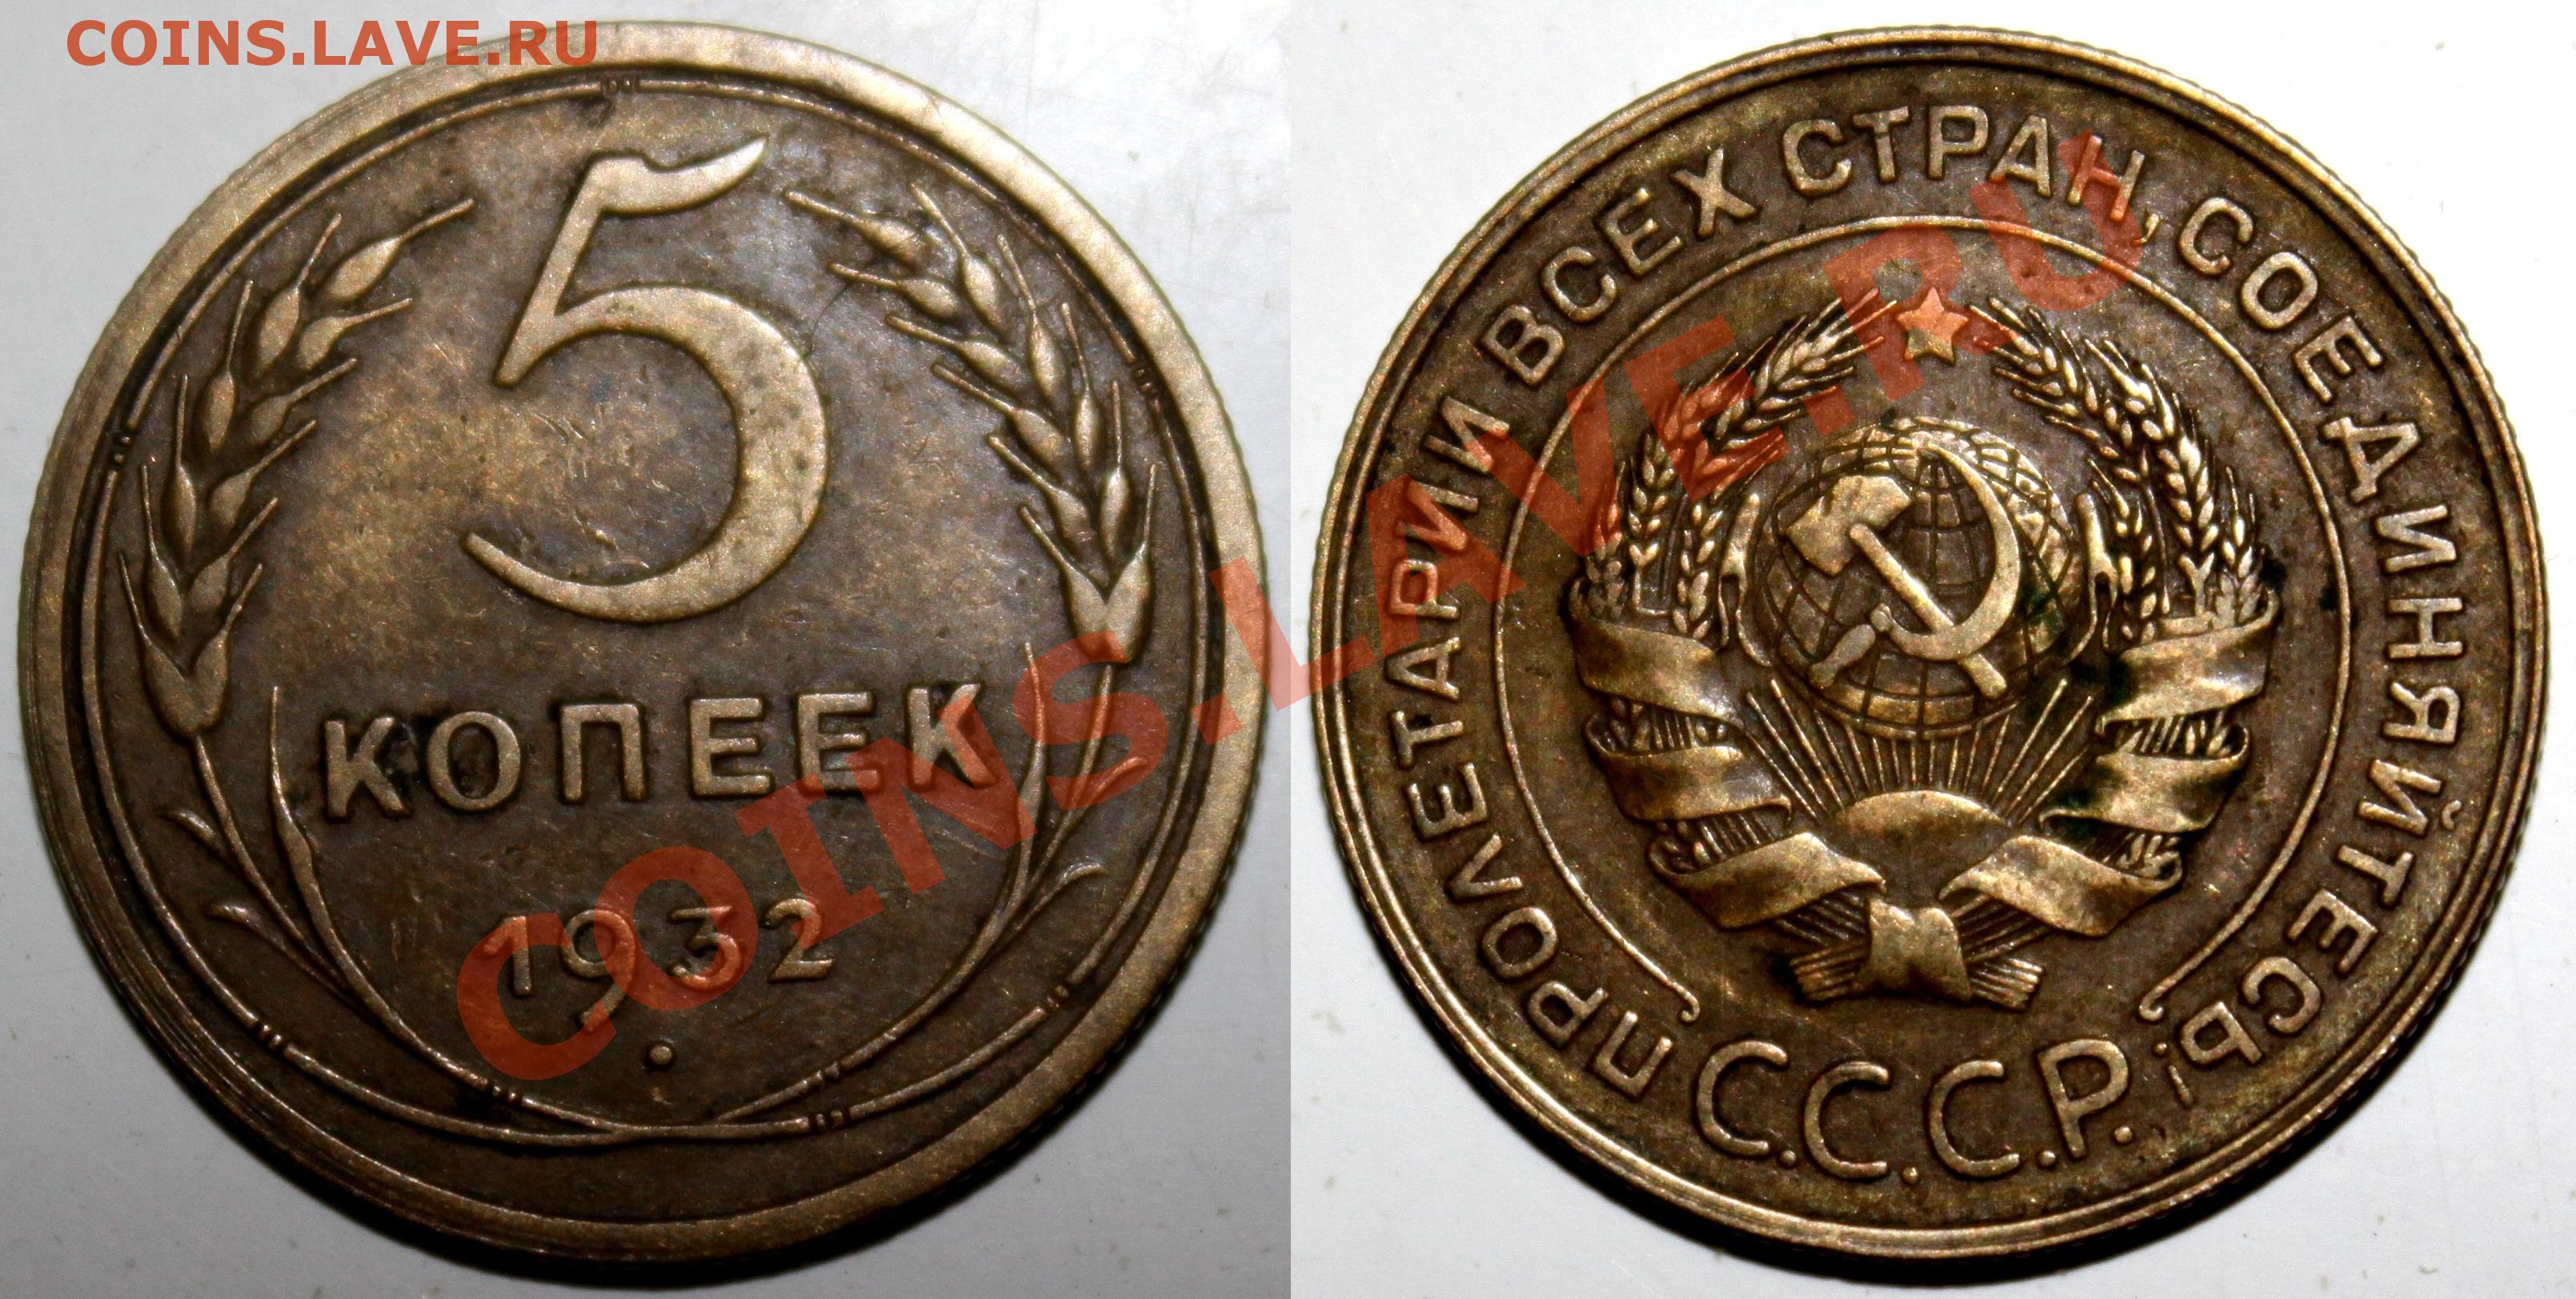 COINS.LAVE.RU
5
КОПЕЕК
1932
ПРОЛЕТАРИИ ВСЕХ СТРАН, СОЕДИНЯЙТЕСЬ!
С.С.С.Р.
COINS.LAVE.RU